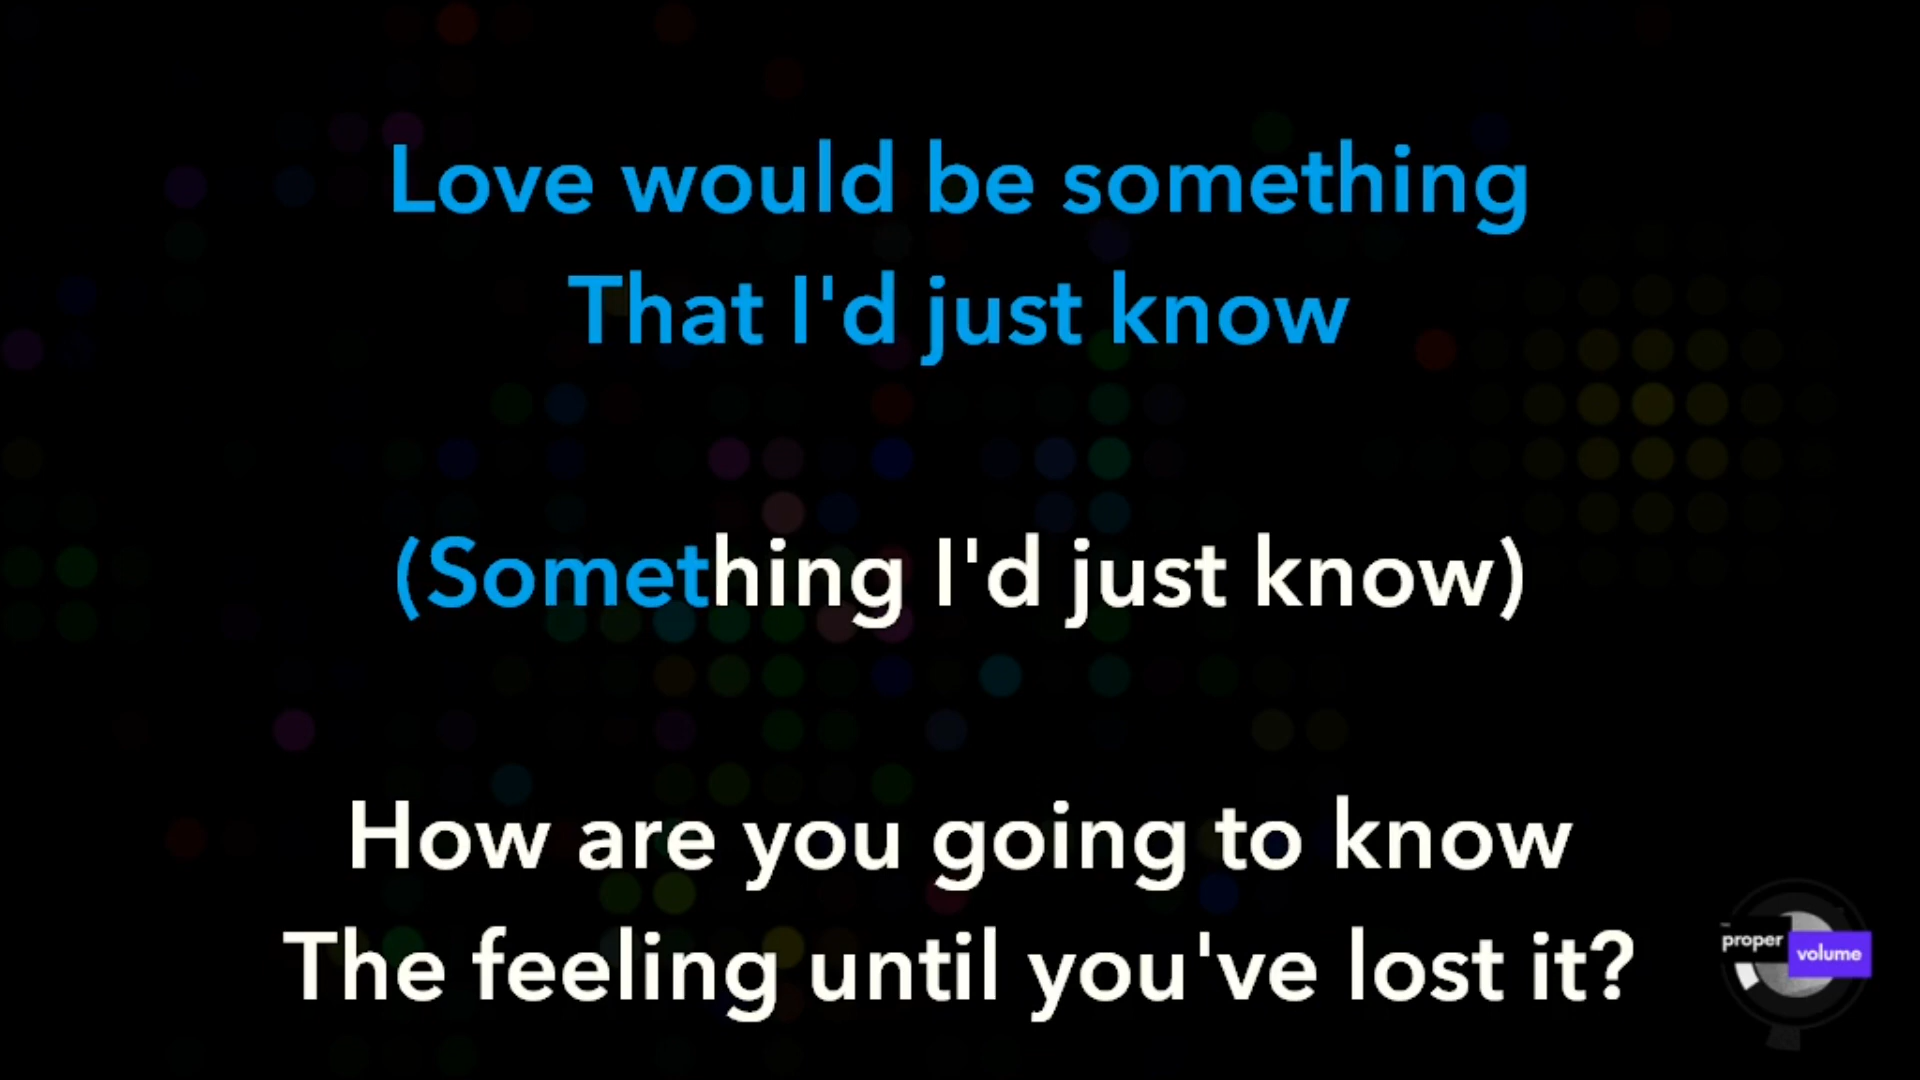 Love would be something
That I'd just know
(Something I'd just know)
How are you going to know
The feeling until you've lost it?
proper
volume